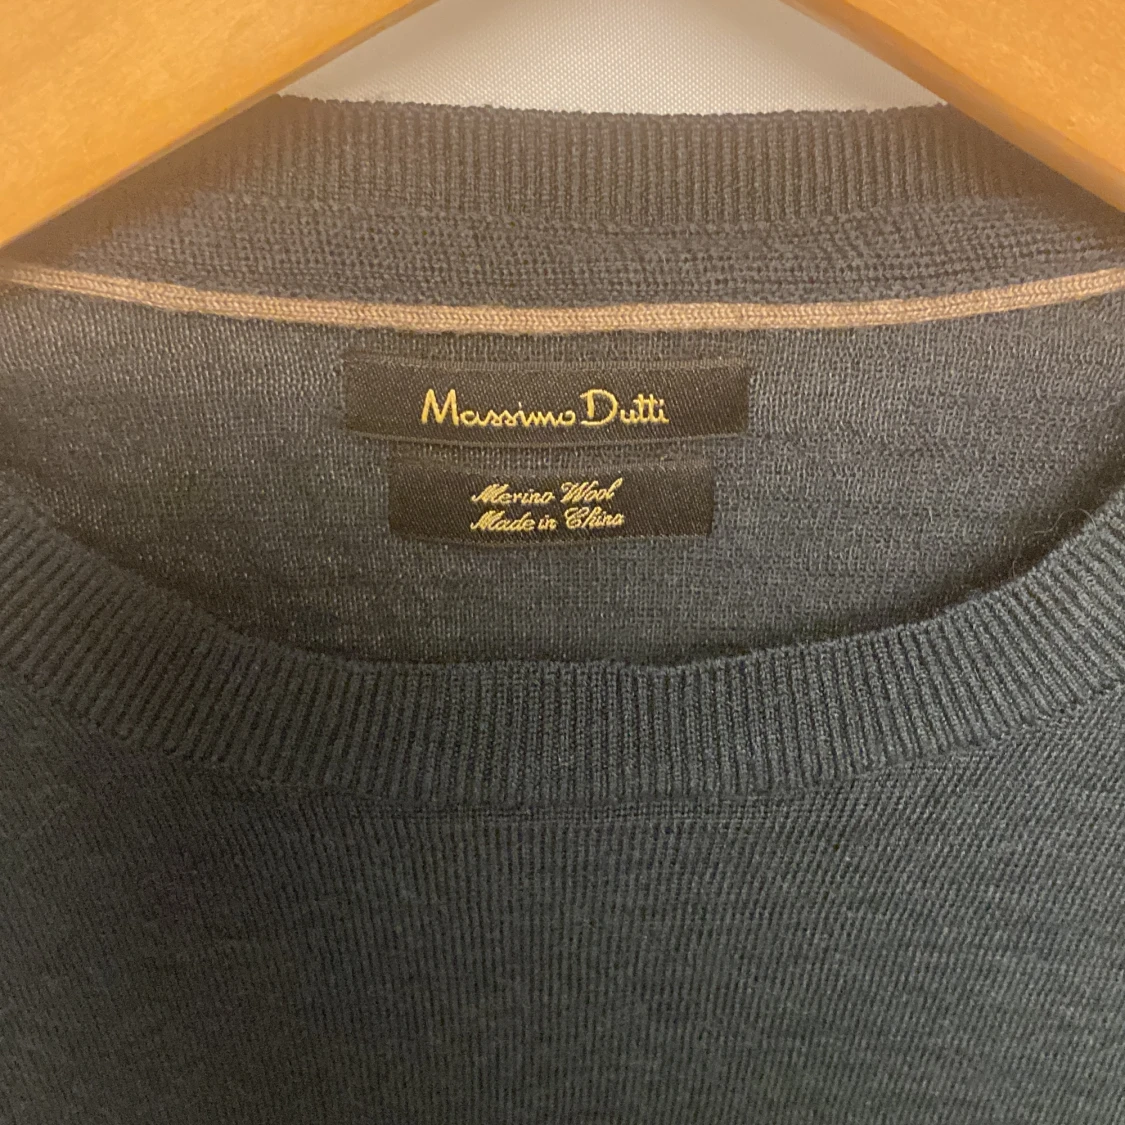 Massimo Dutti
Merino Wool
Made in China